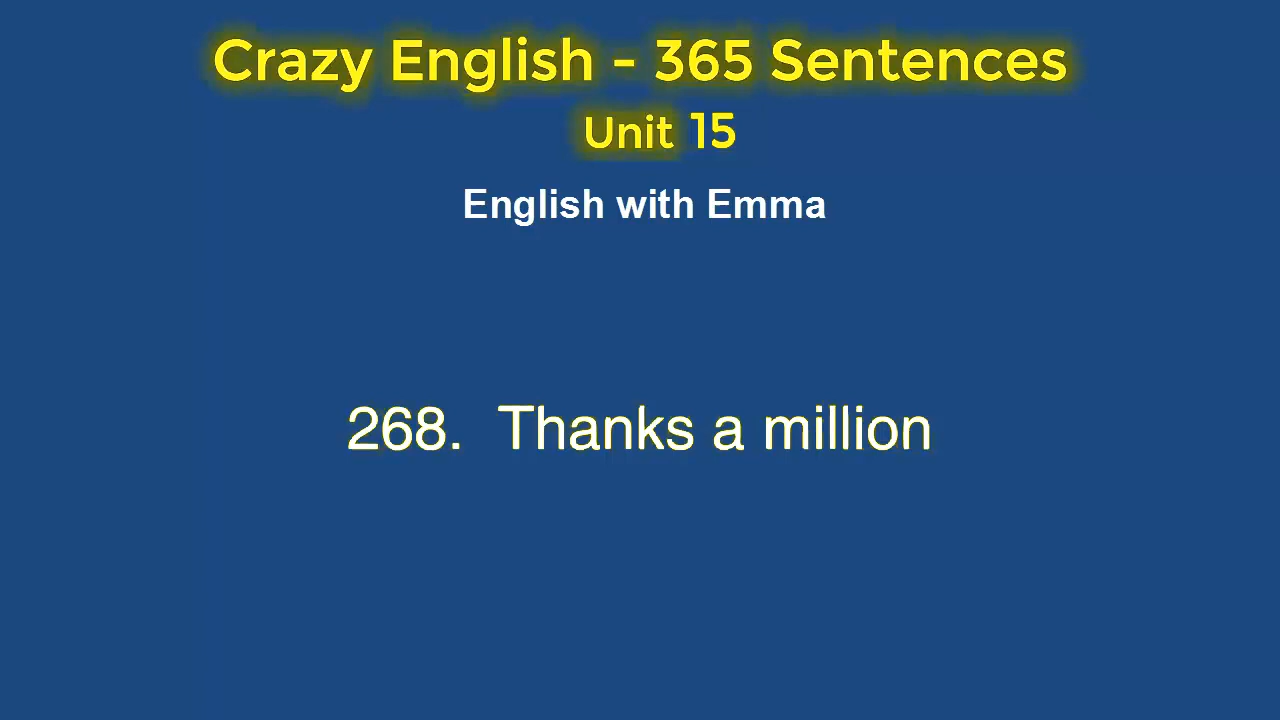 Crazy English - 365 Sentences
Unit 15
English with Emma
268. Thanks a million